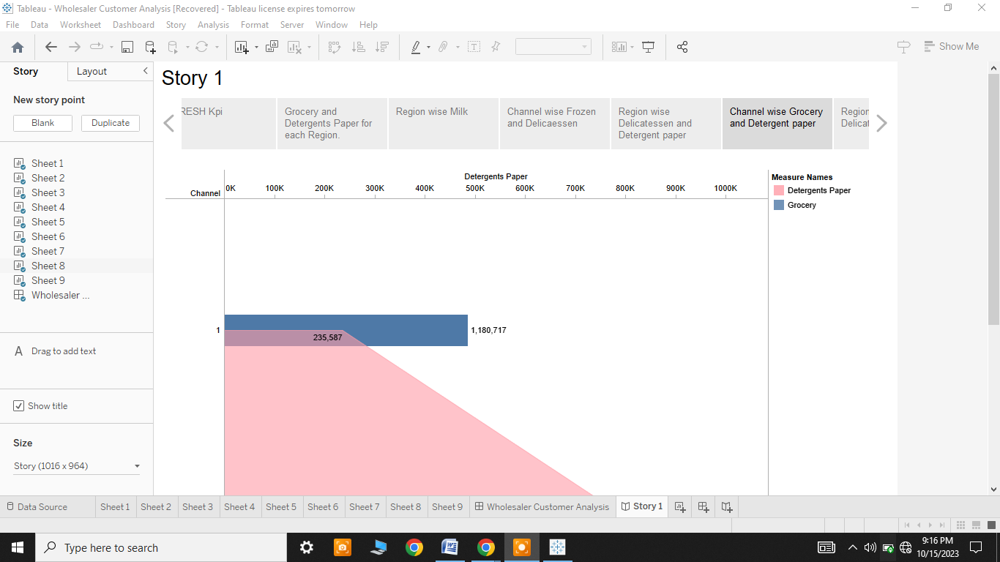 Tableau - Wholesaler Customer Analysis [Recovered] - Tableau license expires tomorrow
File Data Worksheet Dashboard Story Analysis Format Server Window Help
Show Me
Story Layout
New story point
Blank Duplicate
Sheet 1
Sheet 2
Sheet 3
Sheet 4
Sheet 5
Sheet 6
Sheet 7
Sheet 8
Sheet 9
Wholesaler ...
A Drag to add text
Show title
Size
Story (1016 x 964)
Story 1
RESH Kpi
Grocery and
Detergents Paper for
each Region.
Region wise Milk
Channel wise Frozen
and Delicaessen
Region wise
Delicatessen and
Detergent paper
Channel wise Grocery
and Detergent paper
Region
Delicat
Detergents Paper
Channel 0K 100K 200K 300K 400K 500K 600K 700K 800K 900K 1000K
1 1,180,717
235,587
Measure Names
Detergents Paper
Grocery
Data Source Sheet 1 Sheet 2 Sheet 3 Sheet 4 Sheet 5 Sheet 6 Sheet 7 Sheet 8 Sheet 9 Wholesaler Customer Analysis Story 1
Type here to search
9:16 PM
10/15/2023